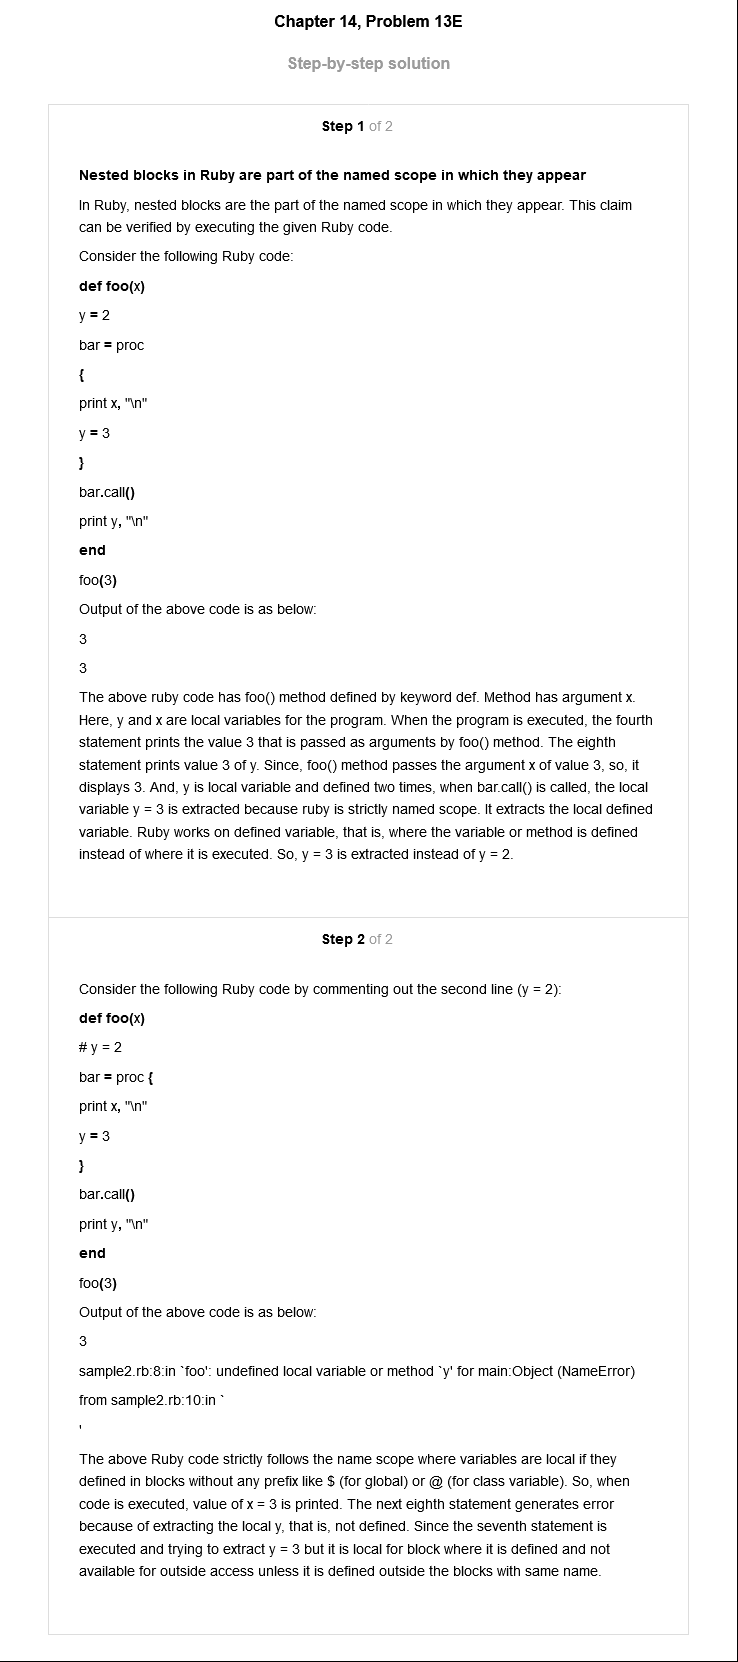 Chapter 14, Problem 13E
Step-by-step solution
Step 1 of 2
Nested blocks in Ruby are part of the named scope in which they appear
In Ruby, nested blocks are the part of the named scope in which they appear. This claim
can be verified by executing the given Ruby code.
Consider the following Ruby code:
def foo(x)
y = 2
bar = proc
{
print x, "\n"
y = 3
}
bar.call()
print y, "\n"
end
foo(3)
Output of the above code is as below:
3
3
The above ruby code has foo() method defined by keyword def. Method has argument x.
Here, y and x are local variables for the program. When the program is executed, the fourth
statement prints the value 3 that is passed as arguments by foo() method. The eighth
statement prints value 3 of y. Since, foo() method passes the argument x of value 3, so, it
displays 3. And, y is local variable and defined two times, when bar.call() is called, the local
variable y = 3 is extracted because ruby is strictly named scope. It extracts the local defined
variable. Ruby works on defined variable, that is, where the variable or method is defined
instead of where it is executed. So, y = 3 is extracted instead of y = 2.
Step 2 of 2
Consider the following Ruby code by commenting out the second line (y = 2):
def foo(x)
# y = 2
bar = proc {
print x, "\n"
y = 3
}
bar.call()
print y, "\n"
end
foo(3)
Output of the above code is as below:
3
sample2.rb:8:in `foo': undefined local variable or method `y' for main:Object (NameError)
from sample2.rb:10:in `
'
The above Ruby code strictly follows the name scope where variables are local if they
defined in blocks without any prefix like $ (for global) or @ (for class variable). So, when
code is executed, value of x = 3 is printed. The next eighth statement generates error
because of extracting the local y, that is, not defined. Since the seventh statement is
executed and trying to extract y = 3 but it is local for block where it is defined and not
available for outside access unless it is defined outside the blocks with same name.